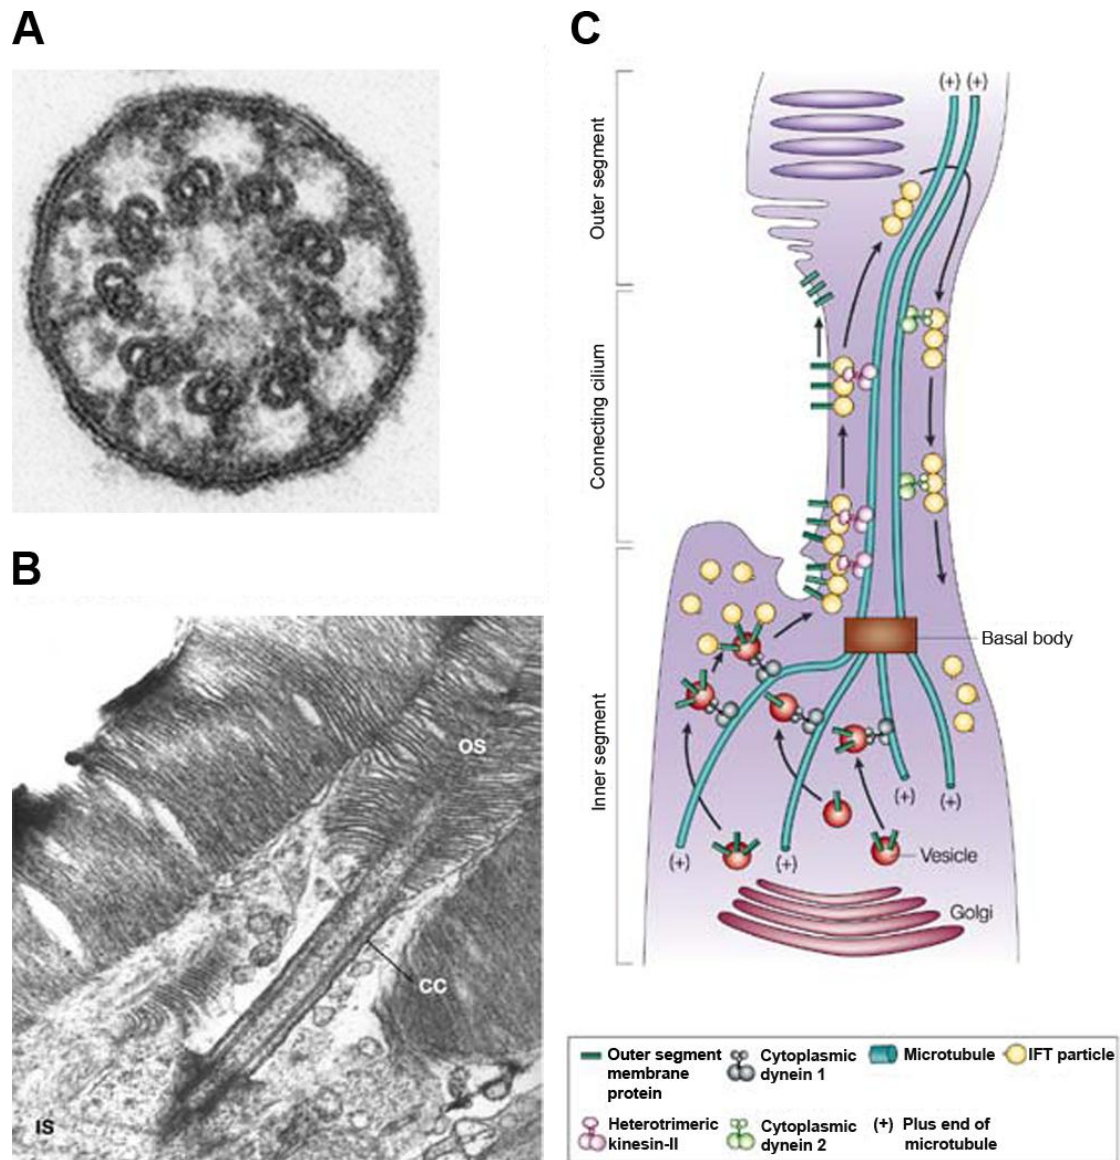 A
B
OS
CC
IS
C
(+) (+)
Outer segment
Connecting cilium
Inner segment
Basal body
(+)
(+)
(+)
(+)
Vesicle
Golgi
Outer segment
membrane
protein
Cytoplasmic
dynein 1
Microtubule
IFT particle
Heterotrimeric
kinesin-II
Cytoplasmic
dynein 2
(+) Plus end of
microtubule